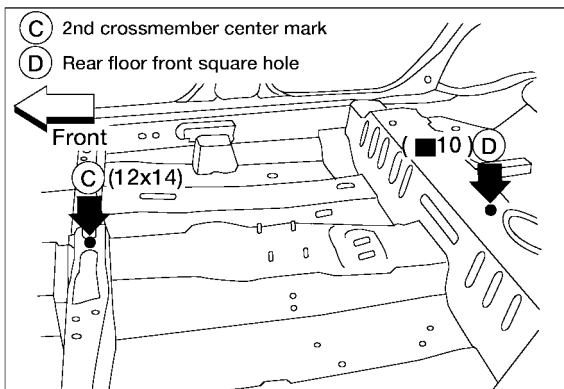 C 2nd crossmember center mark
D Rear floor front square hole
Front
(■10) D
C (12x14)